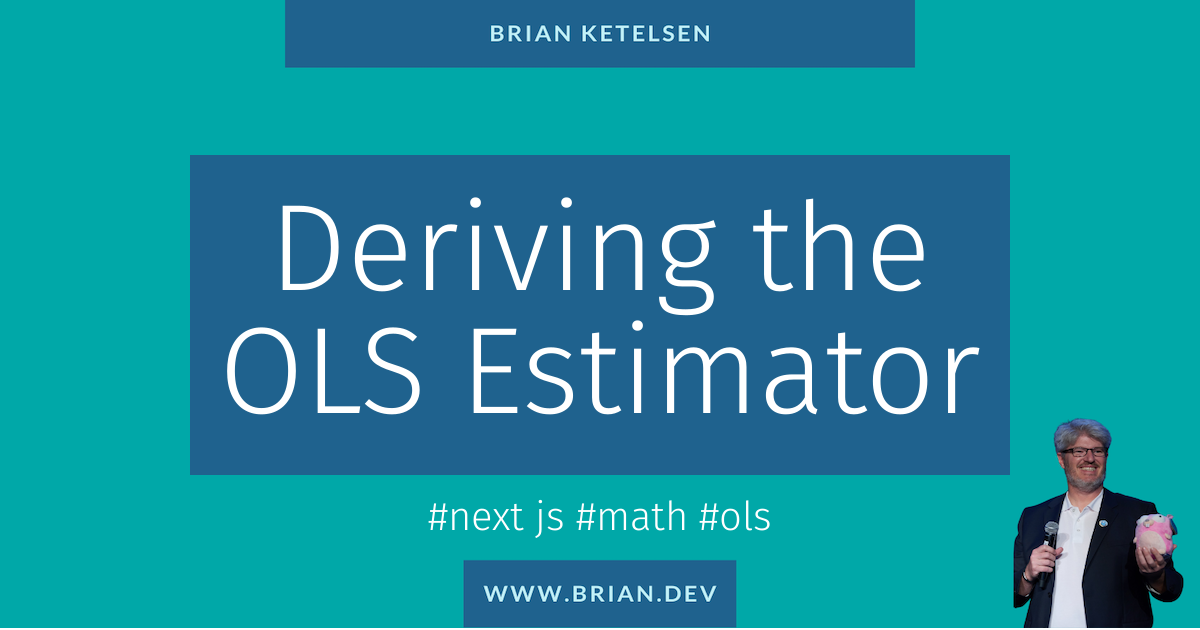 BRIAN KETELSEN
Deriving the
OLS Estimator
#next js #math #ols
WWW.BRIAN.DEV